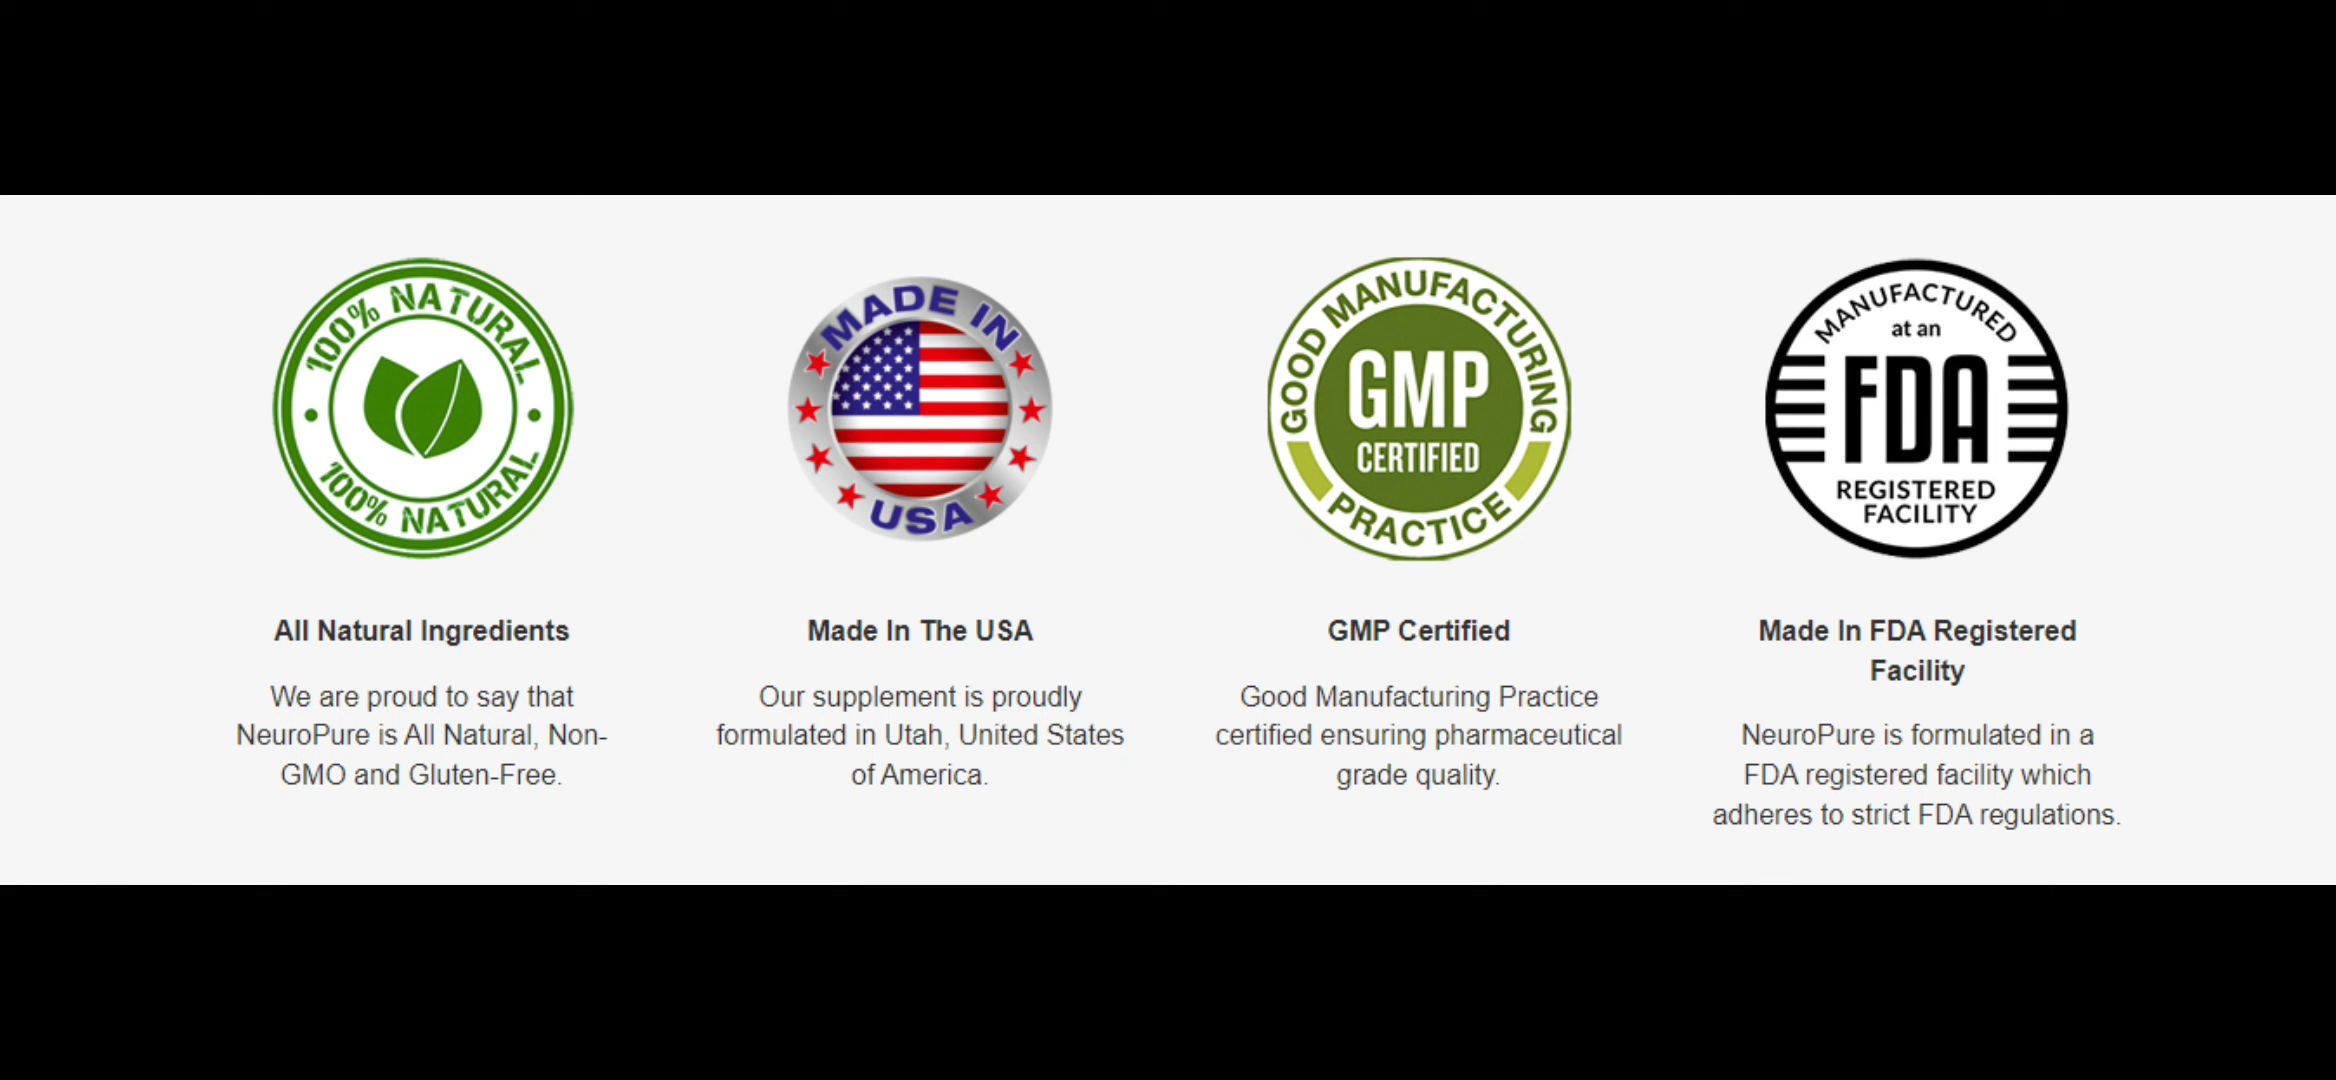 100% NATURAL
100% NATURAL
All Natural Ingredients
We are proud to say that
NeuroPure is All Natural, Non-
GMO and Gluten-Free.
MADE IN
USA
Made In The USA
Our supplement is proudly
formulated in Utah, United States
of America.
GOOD MANUFACTURING
GMP
CERTIFIED
PRACTICE
GMP Certified
Good Manufacturing Practice
certified ensuring pharmaceutical
grade quality.
MANUFACTURED
at an
FDA
REGISTERED
FACILITY
Made In FDA Registered
Facility
NeuroPure is formulated in a
FDA registered facility which
adheres to strict FDA regulations.